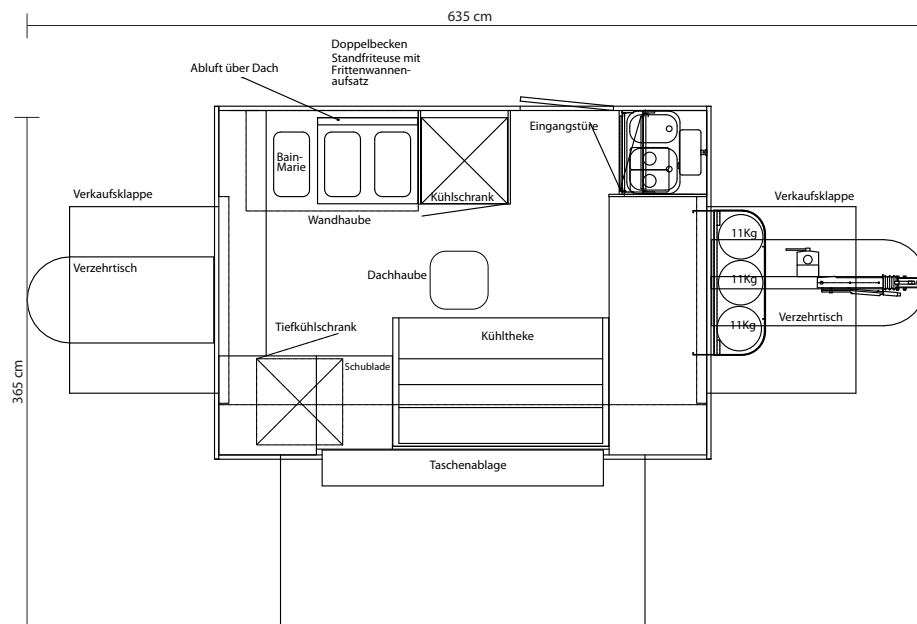 635 cm
Doppelbecken
Standfriteuse mit
Frittenwannen-
aufsatz
Abluft über Dach
Eingangstüre
Bain-
Marie
Verkaufsklappe
Kühlschrank
Verkaufsklappe
Wandhaube
11Kg
Verzehrtisch
Dachhaube
11Kg
Verzehrtisch
11Kg
Tiefkühlschrank
Kühltheke
Schublade
365 cm
Taschenablage